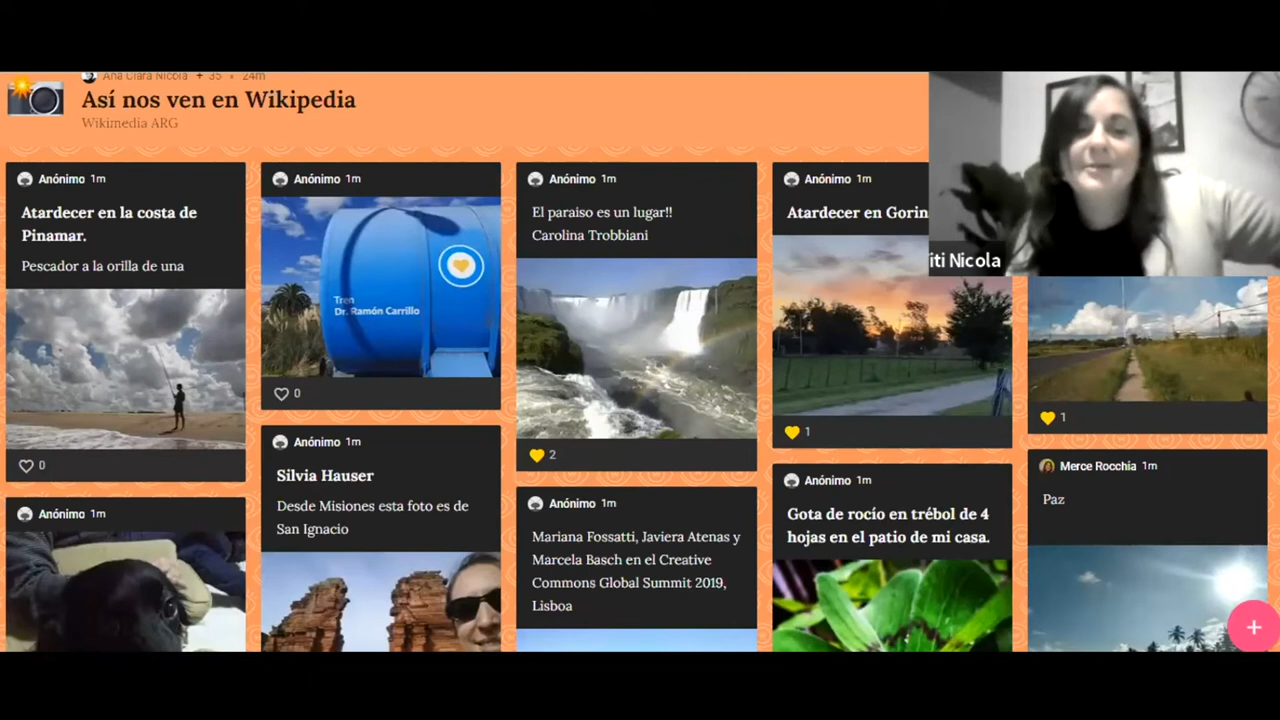 Ana Clara Nicola + 35 • 24m
Así nos ven en Wikipedia
Wikimedia ARG
Anónimo 1m
Atardecer en la costa de
Pinamar.
Pescador a la orilla de una
0
Anónimo 1m
Anónimo 1m
Tren
Dr. Ramón Carrillo
0
Anónimo 1m
Silvia Hauser
Desde Misiones esta foto es de
San Ignacio
Anónimo 1m
El paraiso es un lugar!!
Carolina Trobbiani
2
Anónimo 1m
Mariana Fossatti, Javiera Atenas y
Marcela Basch en el Creative
Commons Global Summit 2019,
Lisboa
Anónimo 1m
Atardecer en Gorin
1
Anónimo 1m
Gota de rocío en trébol de 4
hojas en el patio de mi casa.
iti Nicola
1
Merce Rocchia 1m
Paz
+